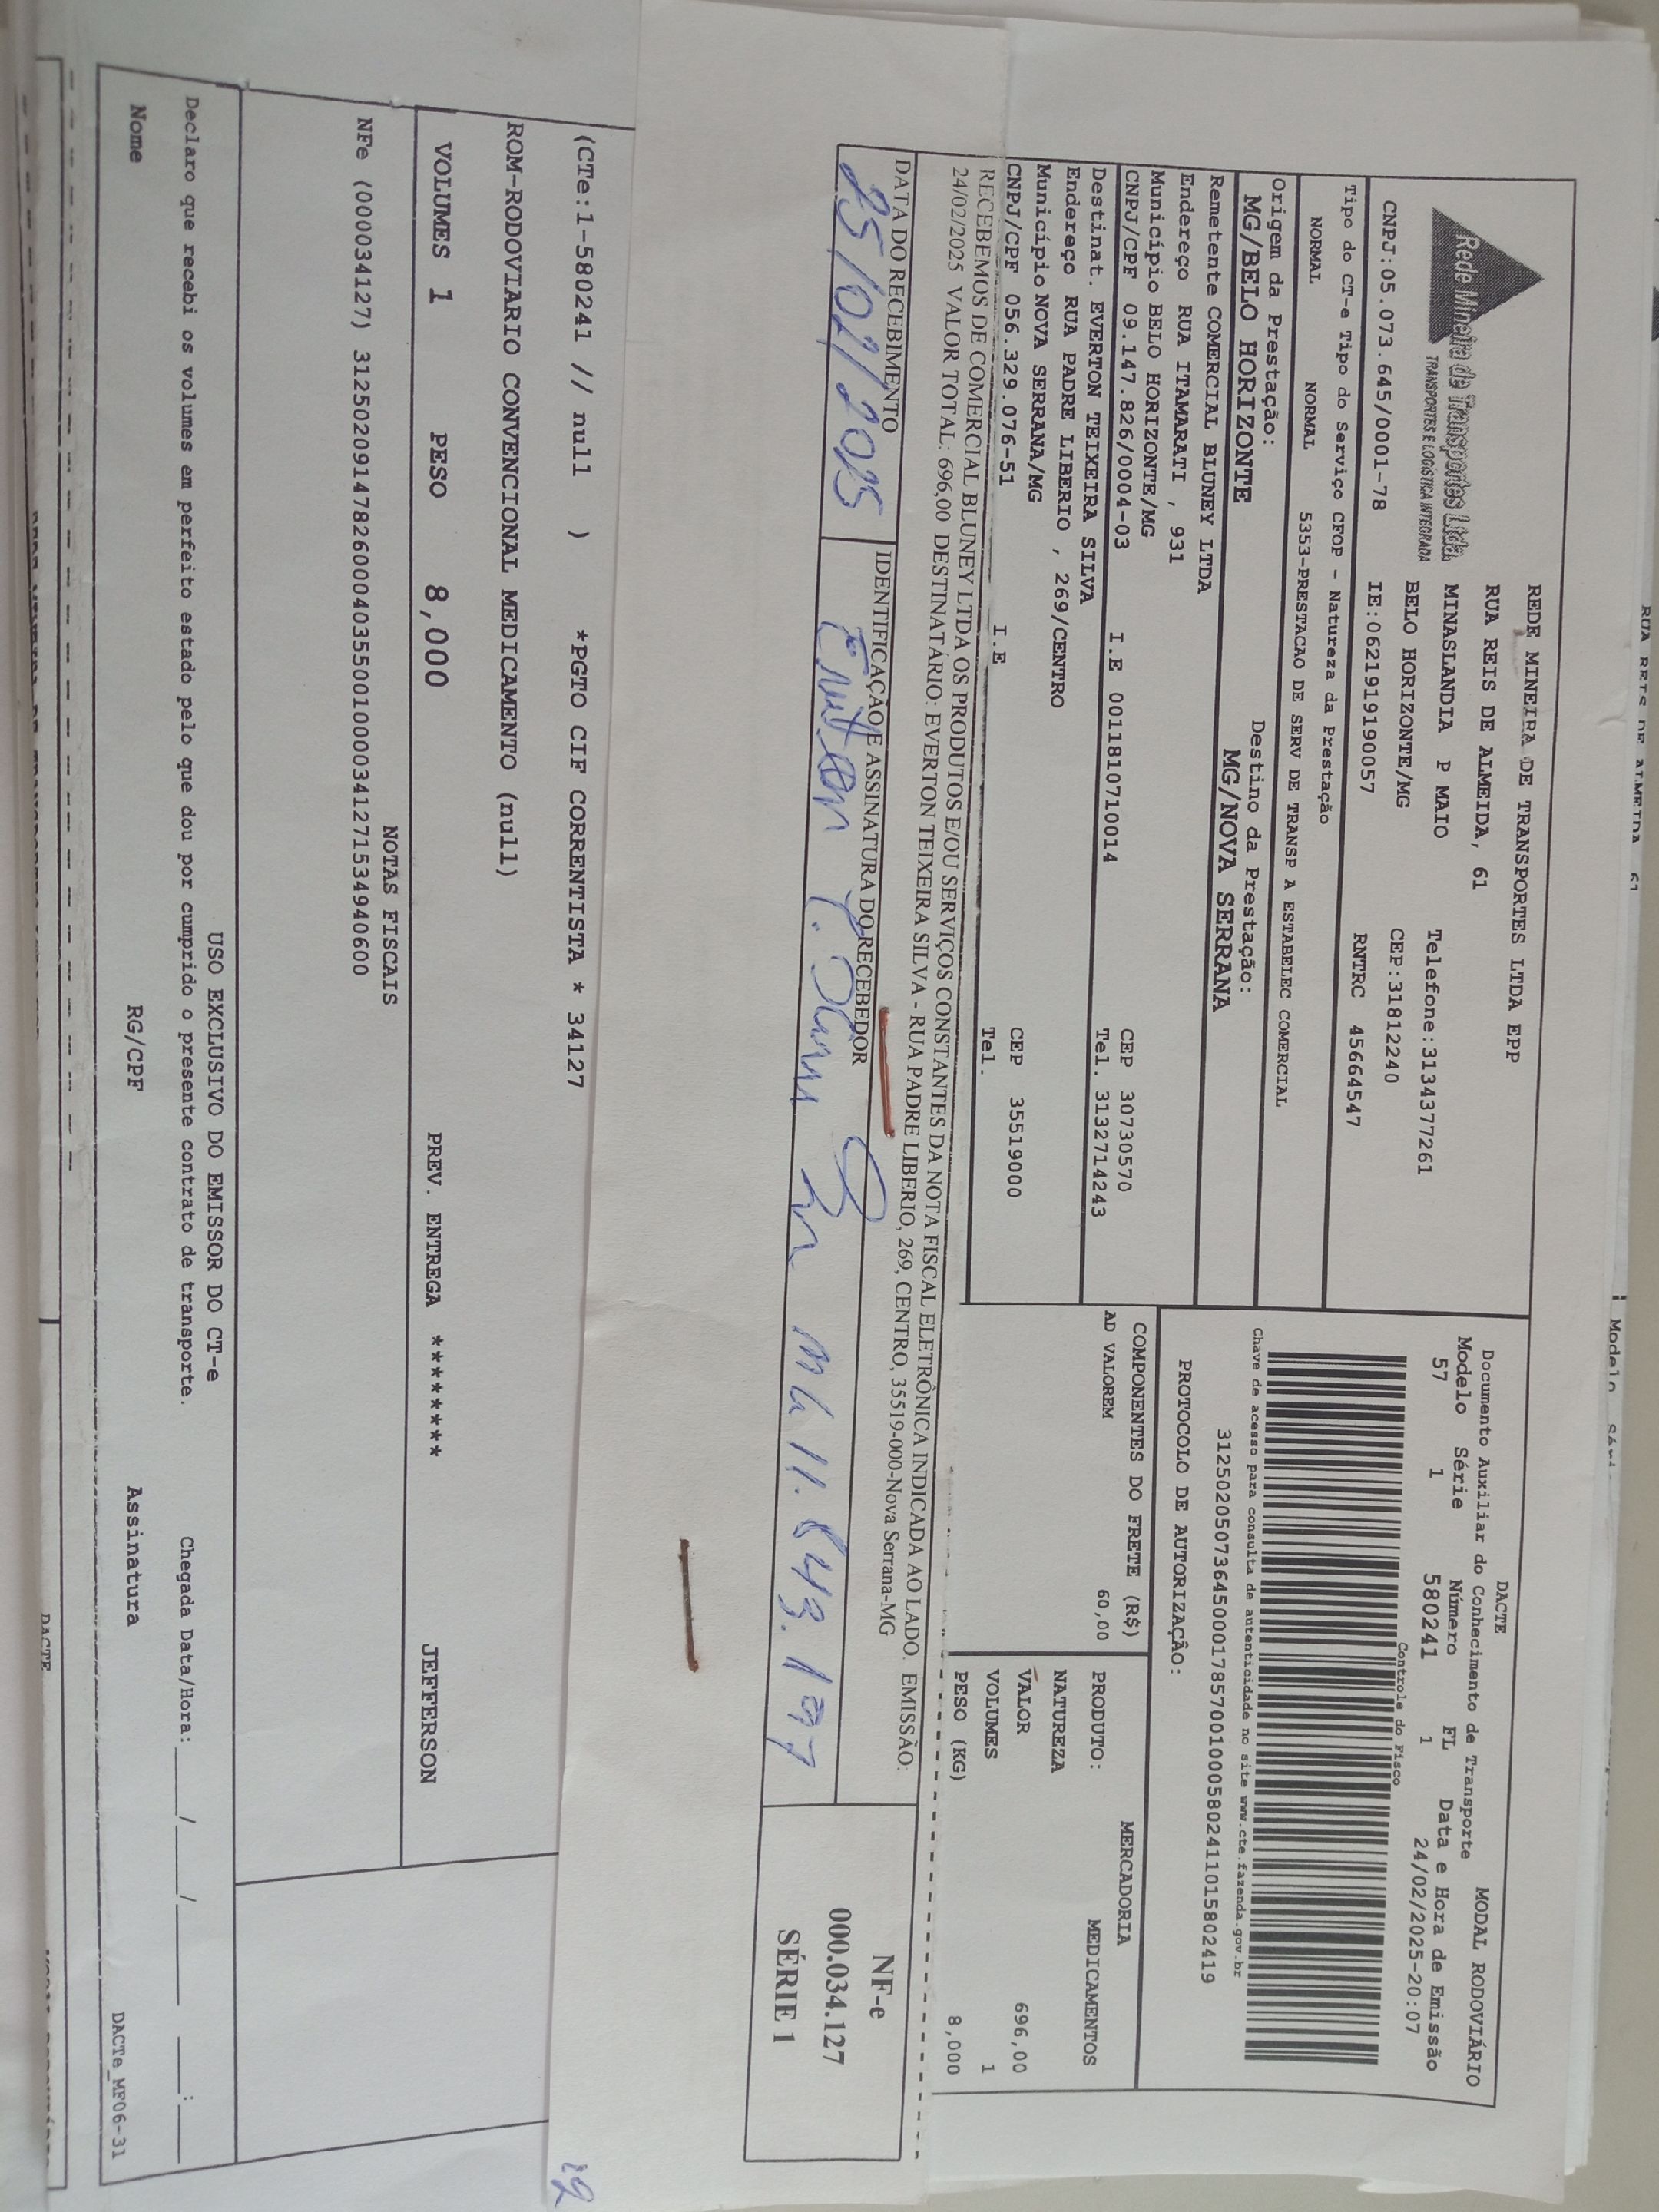 Rede Mineira de Transportes Ltda.
TRANSPORTES E LOGÍSTICA INTEGRADA
REDE MINEIRA DE TRANSPORTES LTDA EPP
RUA REIS DE ALMEIDA, 61
MINASLANDIA P MAIO Telefone:3134377261
BELO HORIZONTE/MG CEP:31812240
CNPJ:05.073.645/0001-78 IE:0621919190057 RNTRC 45664547
Tipo do CT-e Tipo do Serviço CFOP - Natureza da Prestação
NORMAL NORMAL 5353-PRESTACAO DE SERV DE TRANSP A ESTABELEC COMERCIAL
Origem da Prestação: Destino da Prestação:
MG/BELO HORIZONTE MG/NOVA SERRANA
Remetente COMERCIAL BLUNEY LTDA
Endereço RUA ITAMARATI , 931
Município BELO HORIZONTE/MG CEP 30730570
CNPJ/CPF 09.147.826/0004-03 I.E 0011810710014 Tel. 3132714243
Destinat. EVERTON TEIXEIRA SILVA
Endereço RUA PADRE LIBERIO , 269/CENTRO
Município NOVA SERRANA/MG CEP 35519000
CNPJ/CPF 056.329.076-51 I.E Tel.
DACTE MODAL RODOVIÁRIO
Documento Auxiliar do Conhecimento de Transporte
Modelo Série Número FL Data e Hora de Emissão
57 1 580241 1 24/02/2025-20:07
Controle do Fisco
Chave de acesso para consulta de autenticidade no site www.cte.fazenda.gov.br
31250205073645000178570010005802411015802419
PROTOCOLO DE AUTORIZAÇÃO:
COMPONENTES DO FRETE (R$)
AD VALOREM 60,00
MERCADORIA
PRODUTO: MEDICAMENTOS
NATUREZA
VALOR 696,00
VOLUMES 1
PESO (KG) 8,000
RECEBEMOS DE COMERCIAL BLUNEY LTDA OS PRODUTOS E/OU SERVIÇOS CONSTANTES DA NOTA FISCAL ELETRÔNICA INDICADA AO LADO. EMISSÃO:
24/02/2025 VALOR TOTAL: 696,00 DESTINATÁRIO: EVERTON TEIXEIRA SILVA - RUA PADRE LIBERIO, 269, CENTRO, 35519-000-Nova Serrana-MG
DATA DO RECEBIMENTO
25/02/2025
IDENTIFICAÇÃO E ASSINATURA DO RECEBEDOR
MG 11.643.197
NF-e
000.034.127
SÉRIE 1
(CTe:1-580241 // null ) *PGTO CIF CORRENTISTA * 34127
ROM-RODOVIARIO CONVENCIONAL MEDICAMENTO (null)
VOLUMES 1 PESO 8,000 PREV. ENTREGA ******** JEFFERSON
NOTAS FISCAIS
NFe (000034127) 31250209147826000403550010000341271534940600
USO EXCLUSIVO DO EMISSOR DO CT-e
Declaro que recebi os volumes em perfeito estado pelo que dou por cumprido o presente contrato de transporte. Chegada Data/Hora:____/____/______ ___:___
Nome RG/CPF Assinatura
DACTe_MF06-31
DACTE